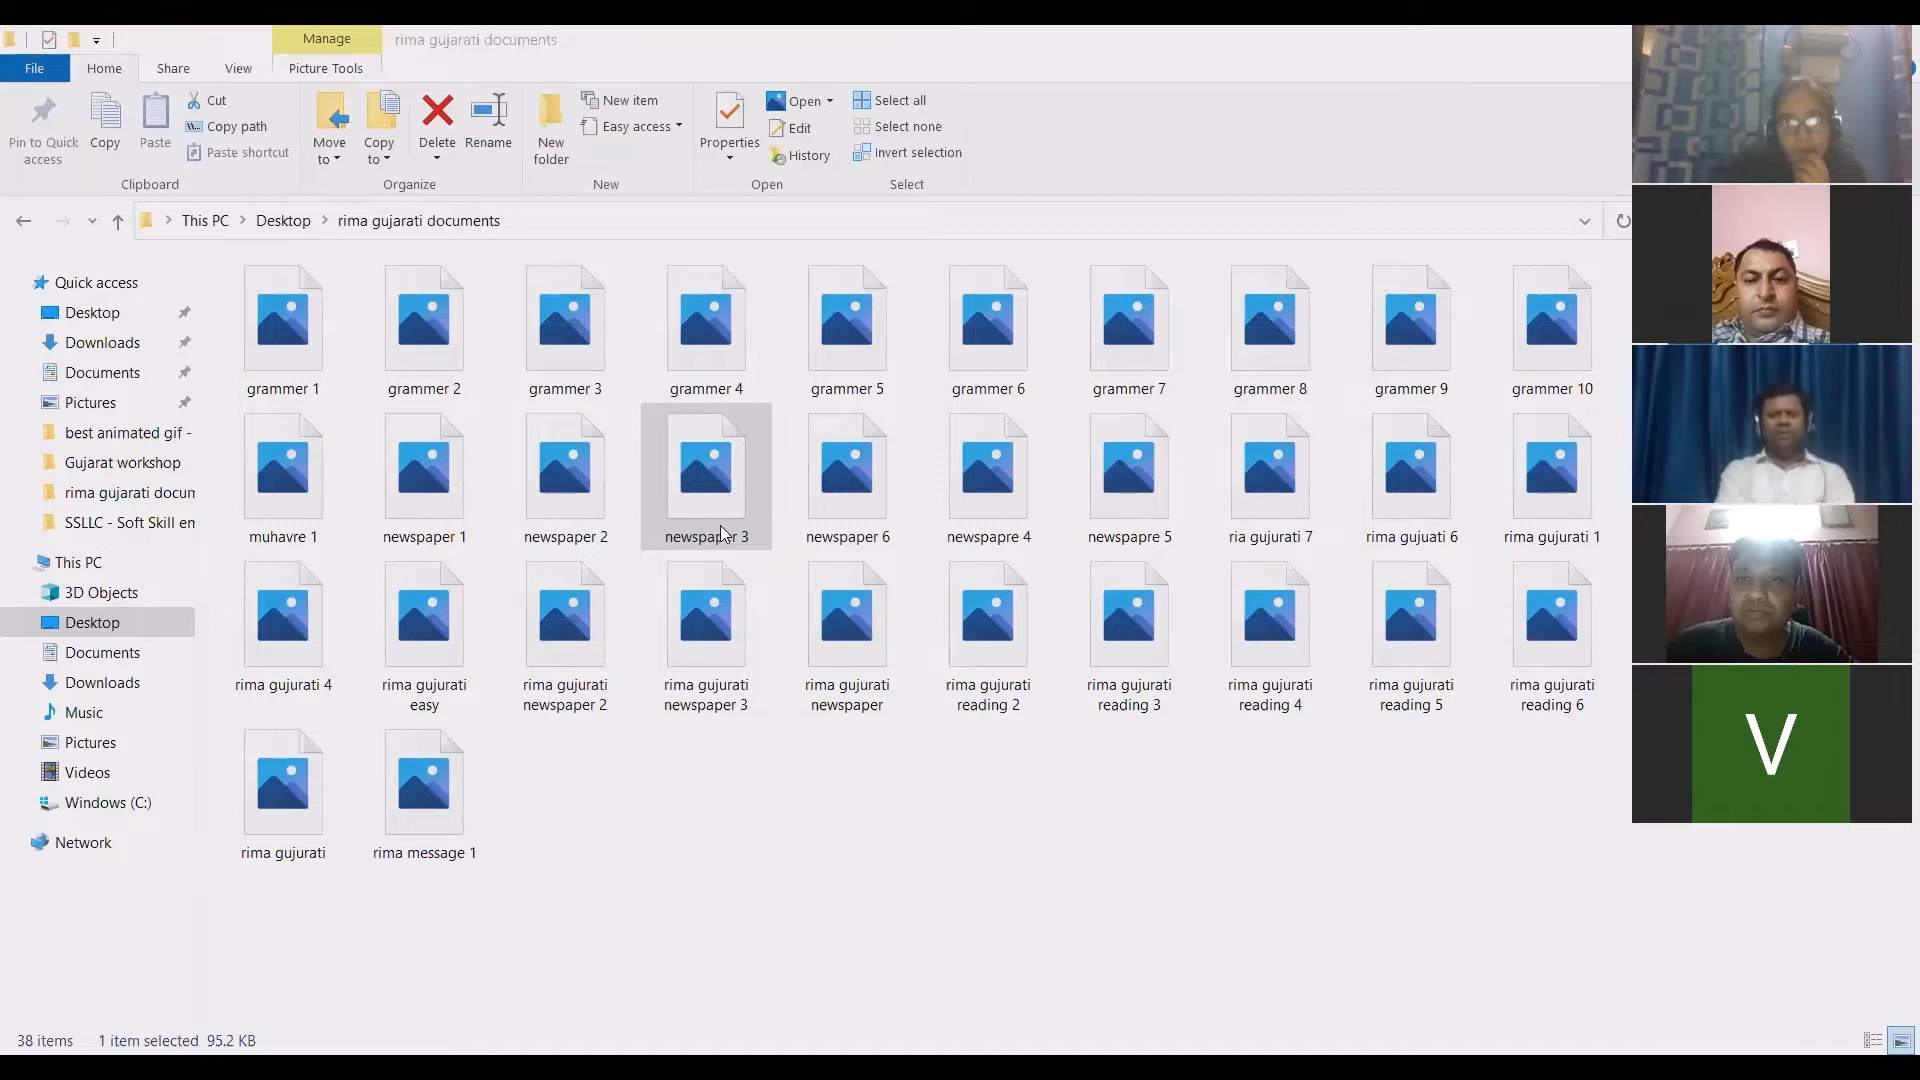 Manage
rima gujarati documents
File
Home
Share
View
Picture Tools
Pin to Quick
access
Copy
Paste
Cut
Copy path
Paste shortcut
Clipboard
Move
to
Copy
to
Delete
Rename
Organize
New
folder
New item
Easy access
New
Properties
Open
Edit
History
Open
Select all
Select none
Invert selection
Select
This PC
Desktop
rima gujarati documents
Quick access
Desktop
Downloads
Documents
Pictures
best animated gif -
Gujarat workshop
rima gujarati docum
SSLLC - Soft Skill em
This PC
3D Objects
Desktop
Documents
Downloads
Music
Pictures
Videos
Windows (C:)
Network
grammer 1
grammer 2
grammer 3
grammer 4
grammer 5
grammer 6
grammer 7
grammer 8
grammer 9
grammer 10
muhavre 1
newspaper 1
newspaper 2
newspaper 3
newspaper 6
newspapre 4
newspapre 5
ria gujurati 7
rima gujuati 6
rima gujurati 1
rima gujurati 4
rima gujurati
easy
rima gujurati
newspaper 2
rima gujurati
newspaper 3
rima gujurati
newspaper
rima gujurati
reading 2
rima gujurati
reading 3
rima gujurati
reading 4
rima gujurati
reading 5
rima gujurati
reading 6
rima gujurati
rima message 1
V
38 items
1 item selected 95.2 KB